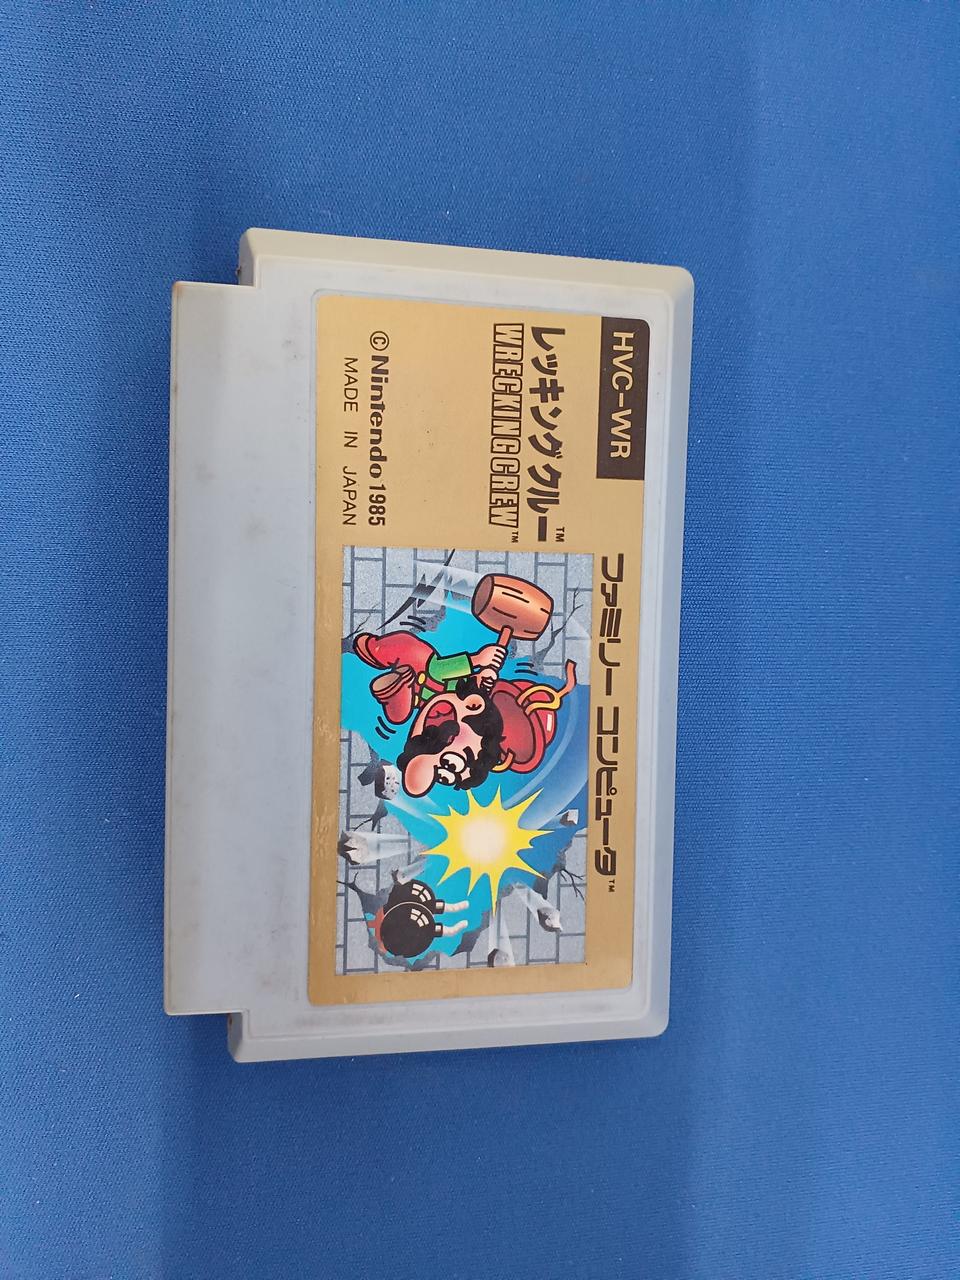 HVC-WR
ファミリー コンピュータ™
レッキングクルー™
WRECKING CREW™
©Nintendo 1985
MADE IN JAPAN